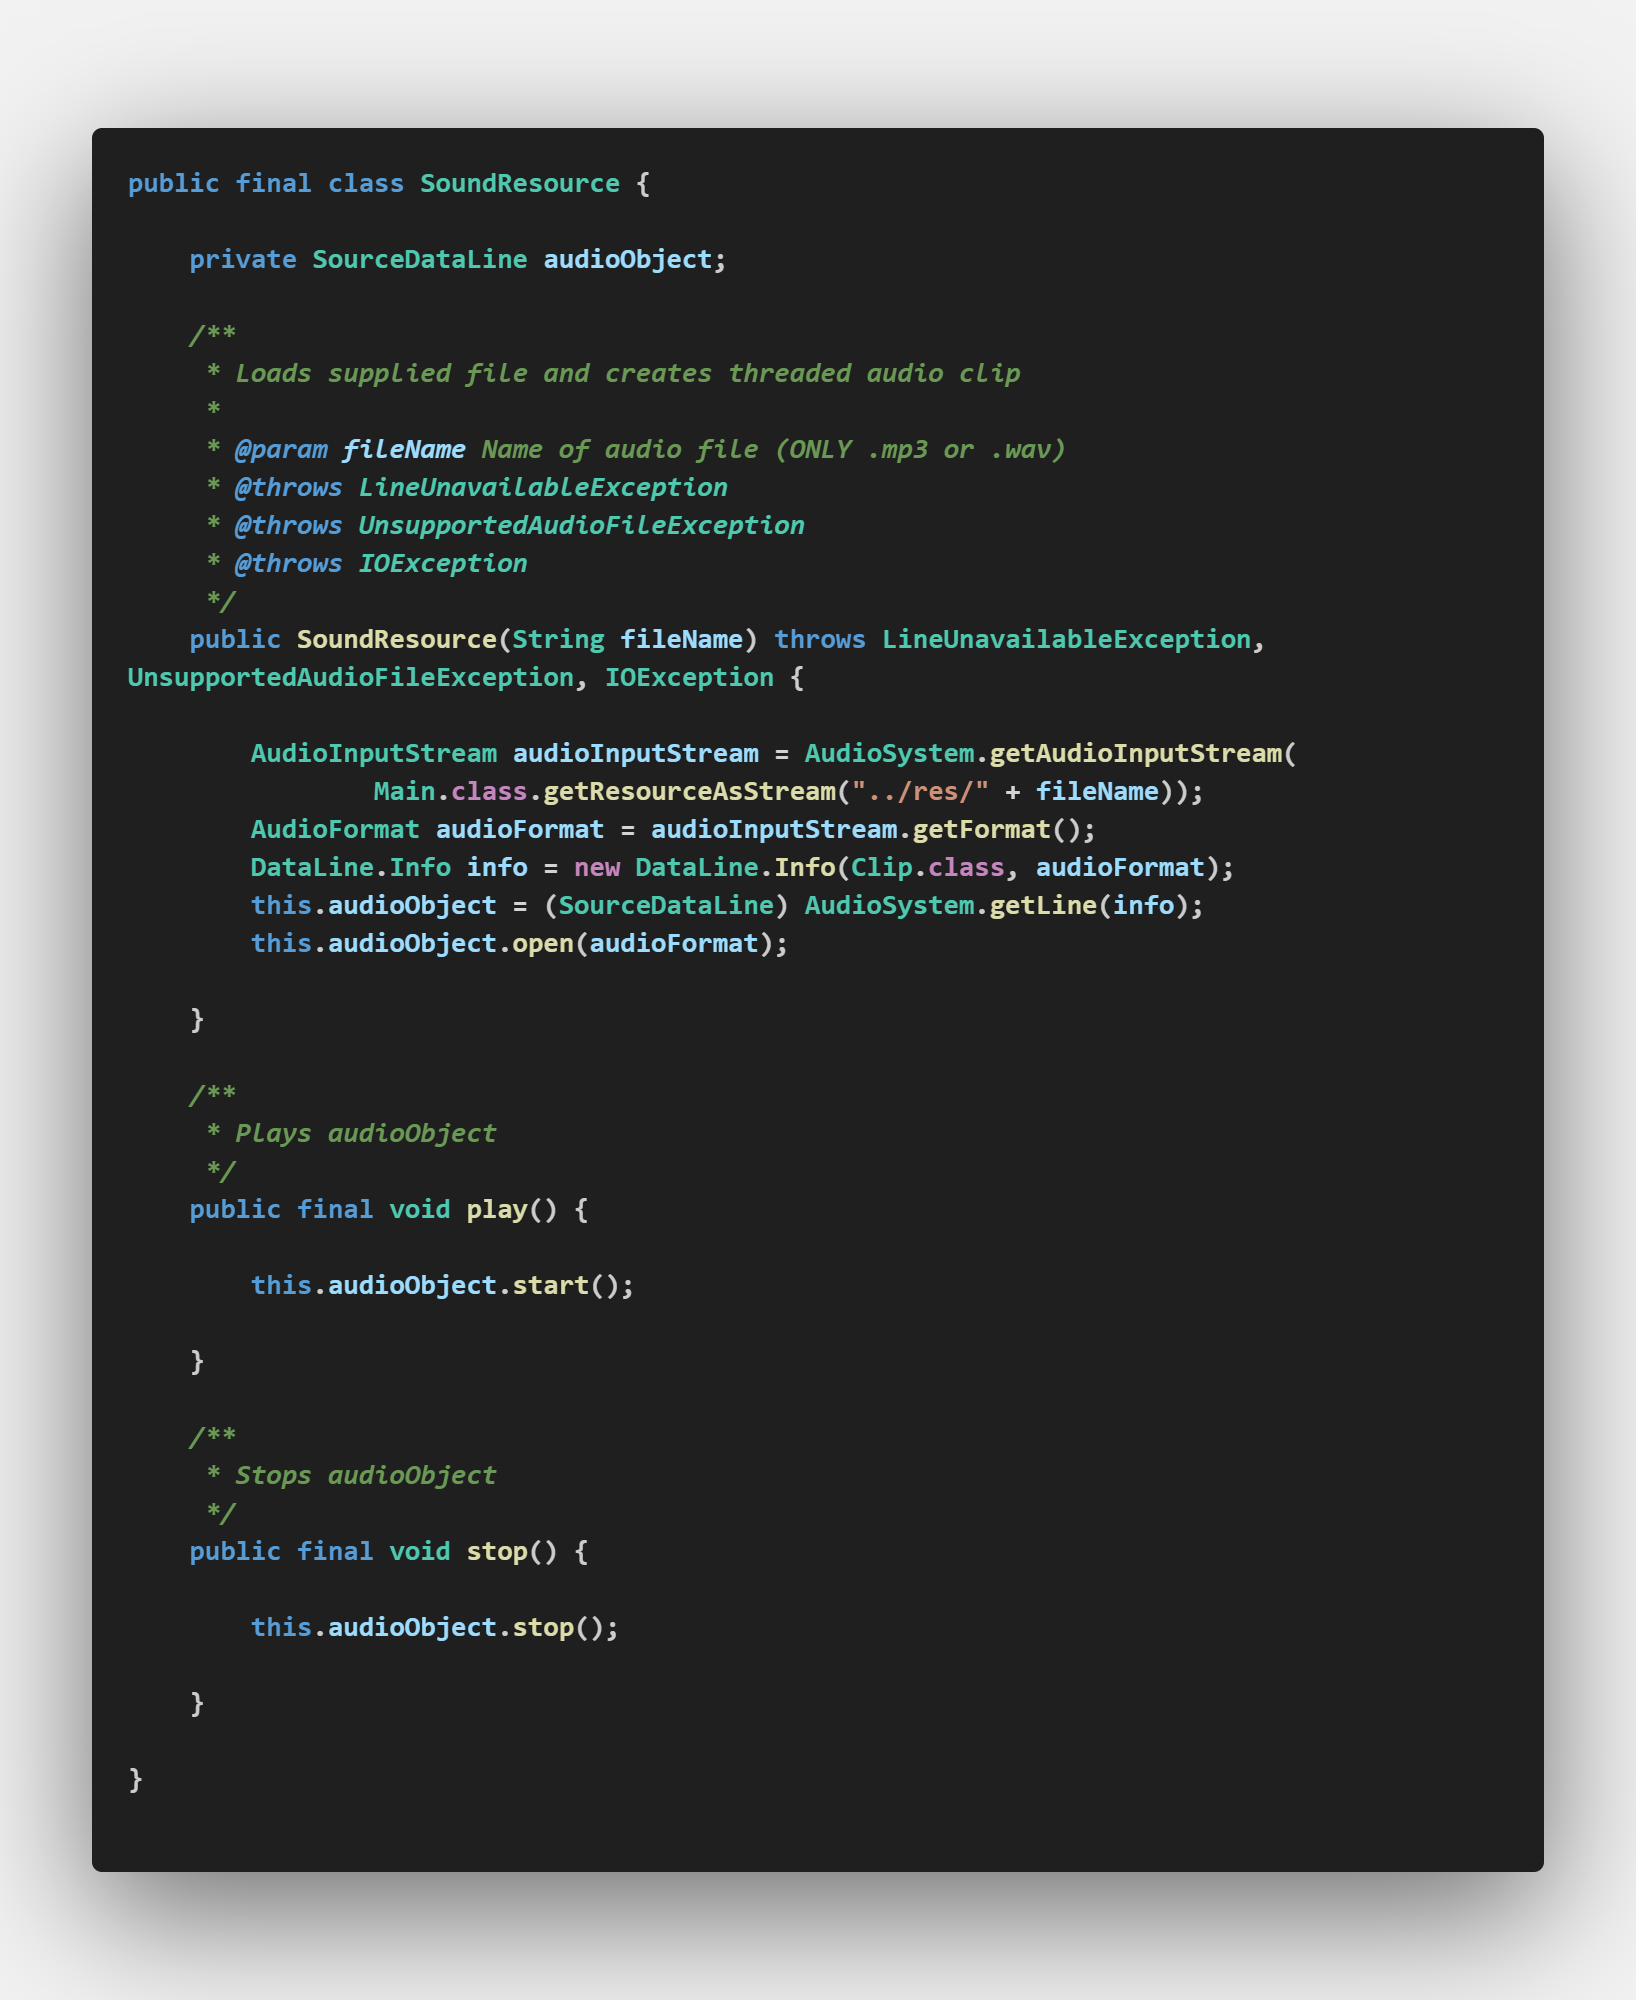 public final class SoundResource {
    private SourceDataLine audioObject;
    /**
     * Loads supplied file and creates threaded audio clip
     *
     * @param fileName Name of audio file (ONLY .mp3 or .wav)
     * @throws LineUnavailableException
     * @throws UnsupportedAudioFileException
     * @throws IOException
     */
    public SoundResource(String fileName) throws LineUnavailableException,
UnsupportedAudioFileException, IOException {
        AudioInputStream audioInputStream = AudioSystem.getAudioInputStream(
                Main.class.getResourceAsStream("../res/" + fileName));
        AudioFormat audioFormat = audioInputStream.getFormat();
        DataLine.Info info = new DataLine.Info(Clip.class, audioFormat);
        this.audioObject = (SourceDataLine) AudioSystem.getLine(info);
        this.audioObject.open(audioFormat);
    }
    /**
     * Plays audioObject
     */
    public final void play() {
        this.audioObject.start();
    }
    /**
     * Stops audioObject
     */
    public final void stop() {
        this.audioObject.stop();
    }
}